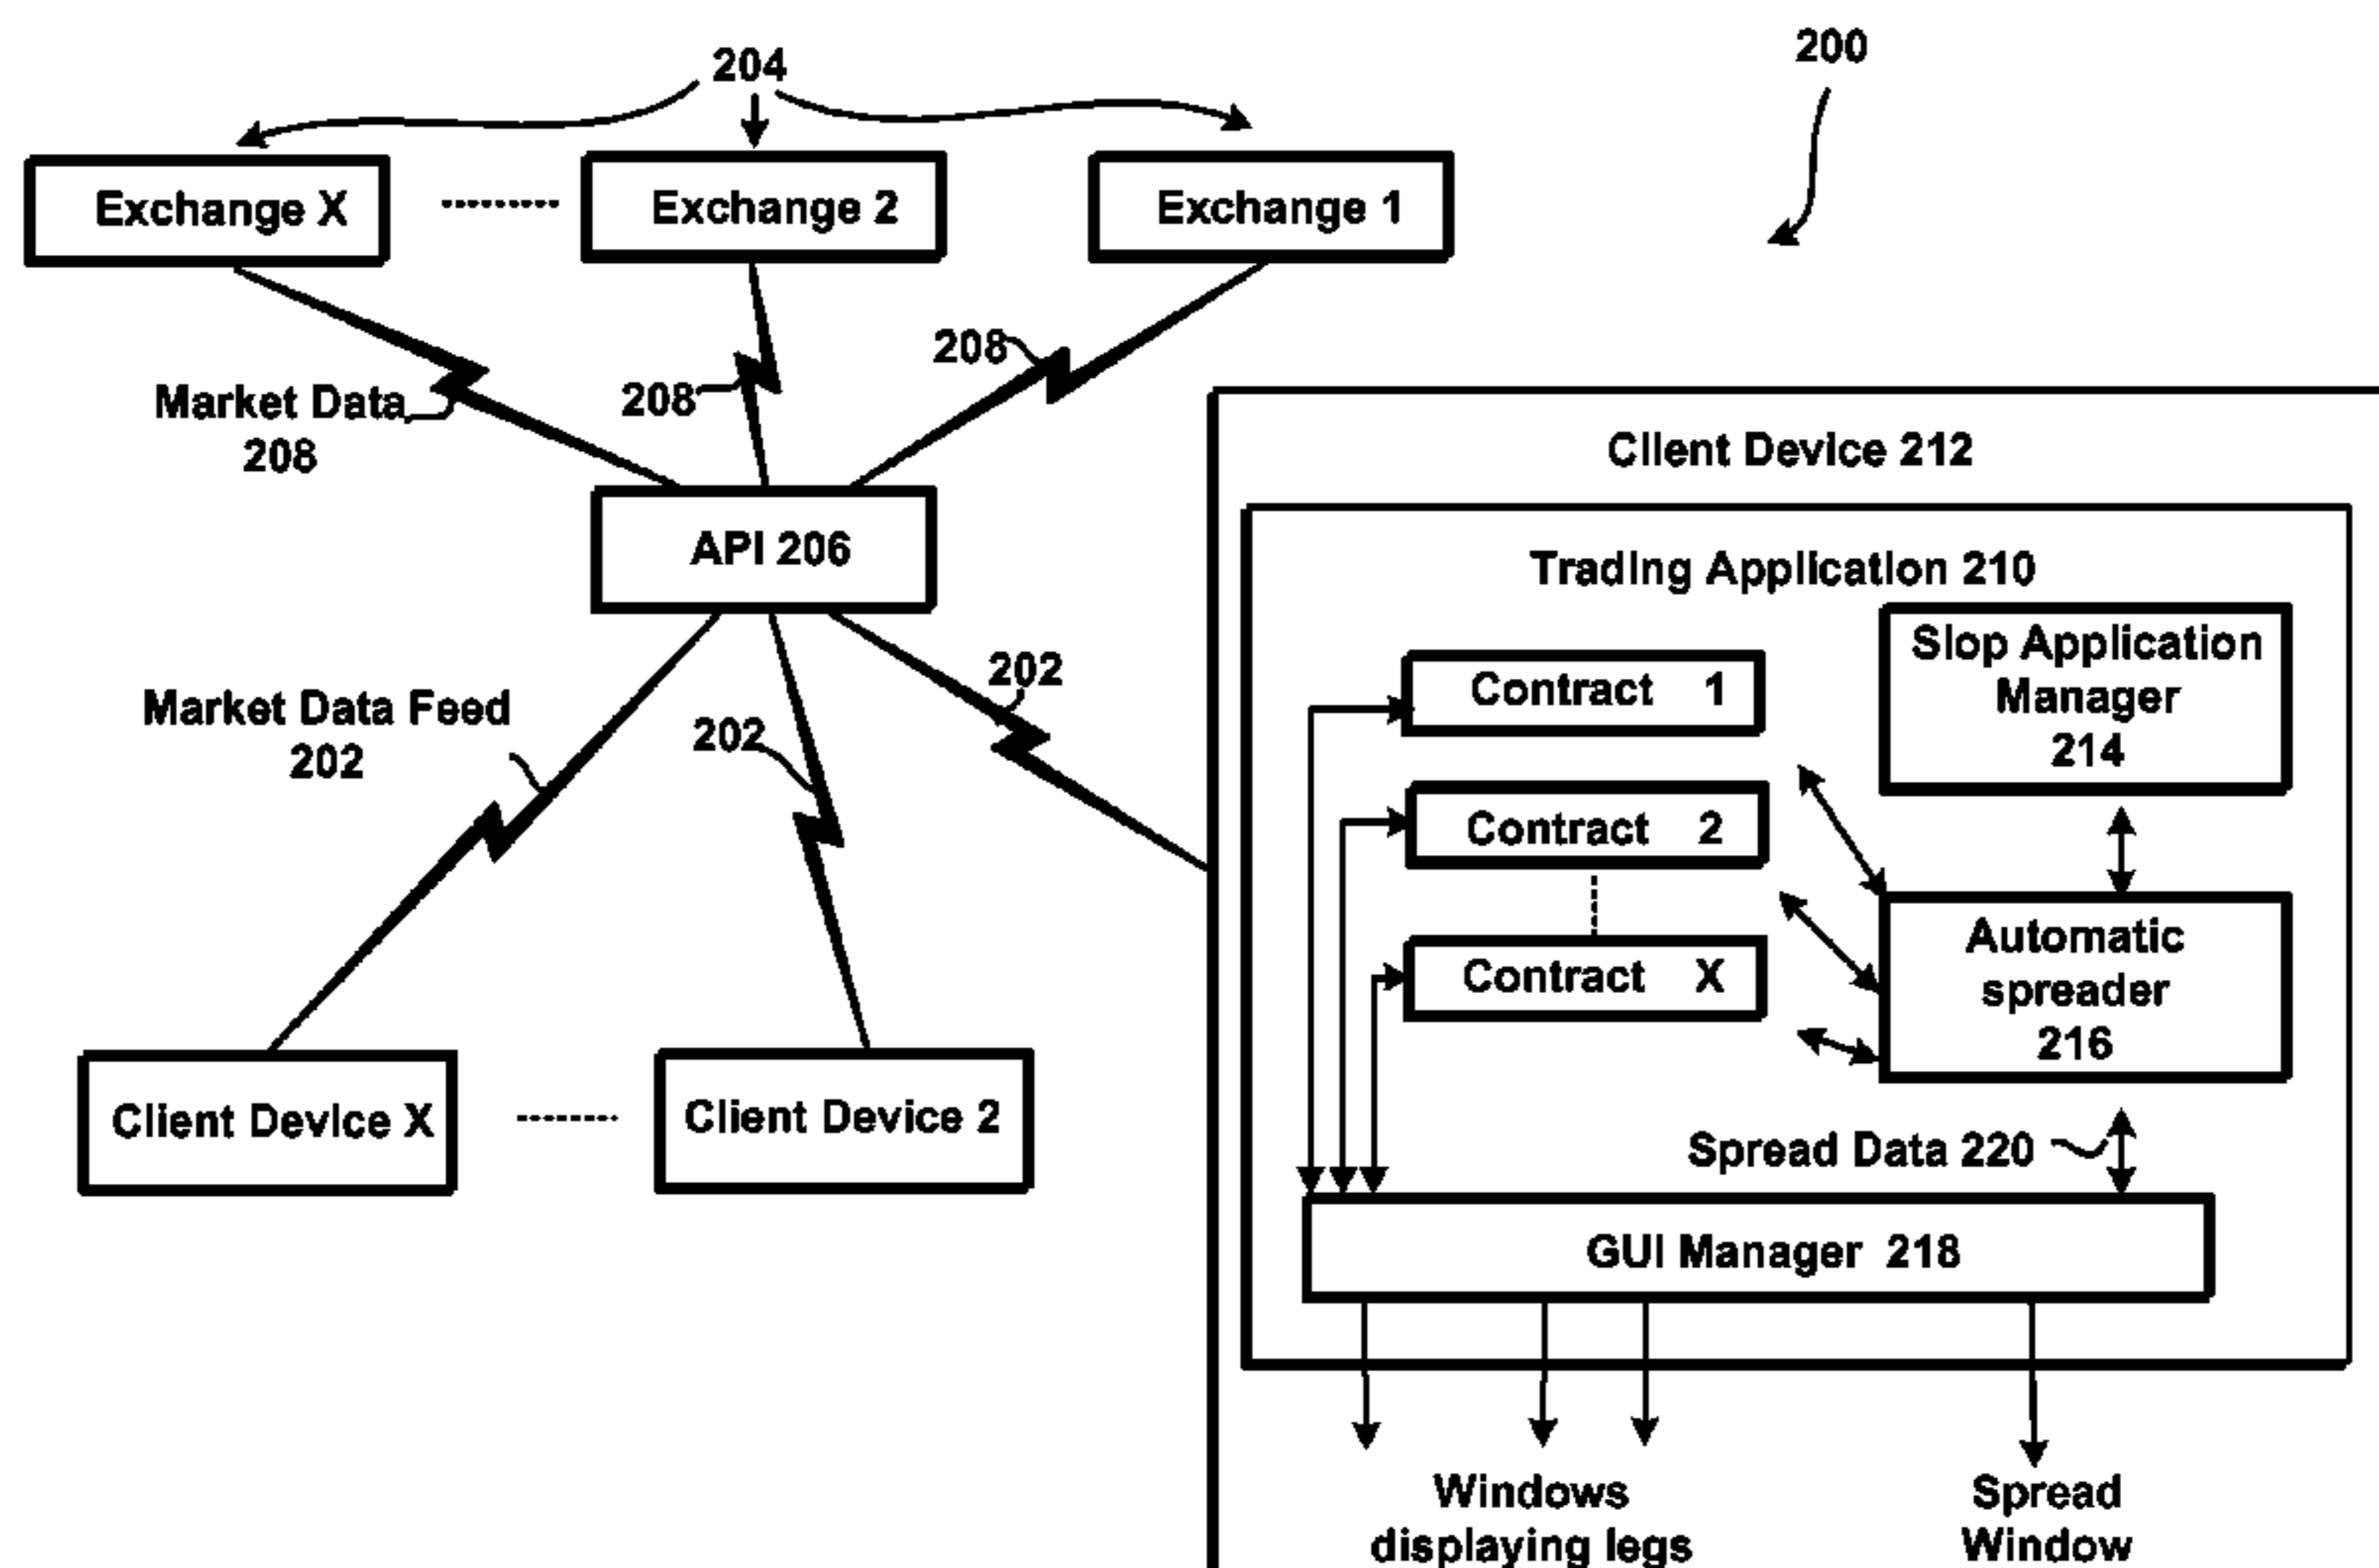 204
200
Exchange X
Exchange 2
Exchange 1
208
208
Market Data
208
Client Device 212
API 206
Trading Application 210
Slop Application
Manager
214
Contract 1
202
Market Data Feed
202
202
Contract 2
Automatic
spreader
216
Contract X
Client Device X
Client Device 2
Spread Data 220
GUI Manager 218
Windows
displaying legs
Spread
Window